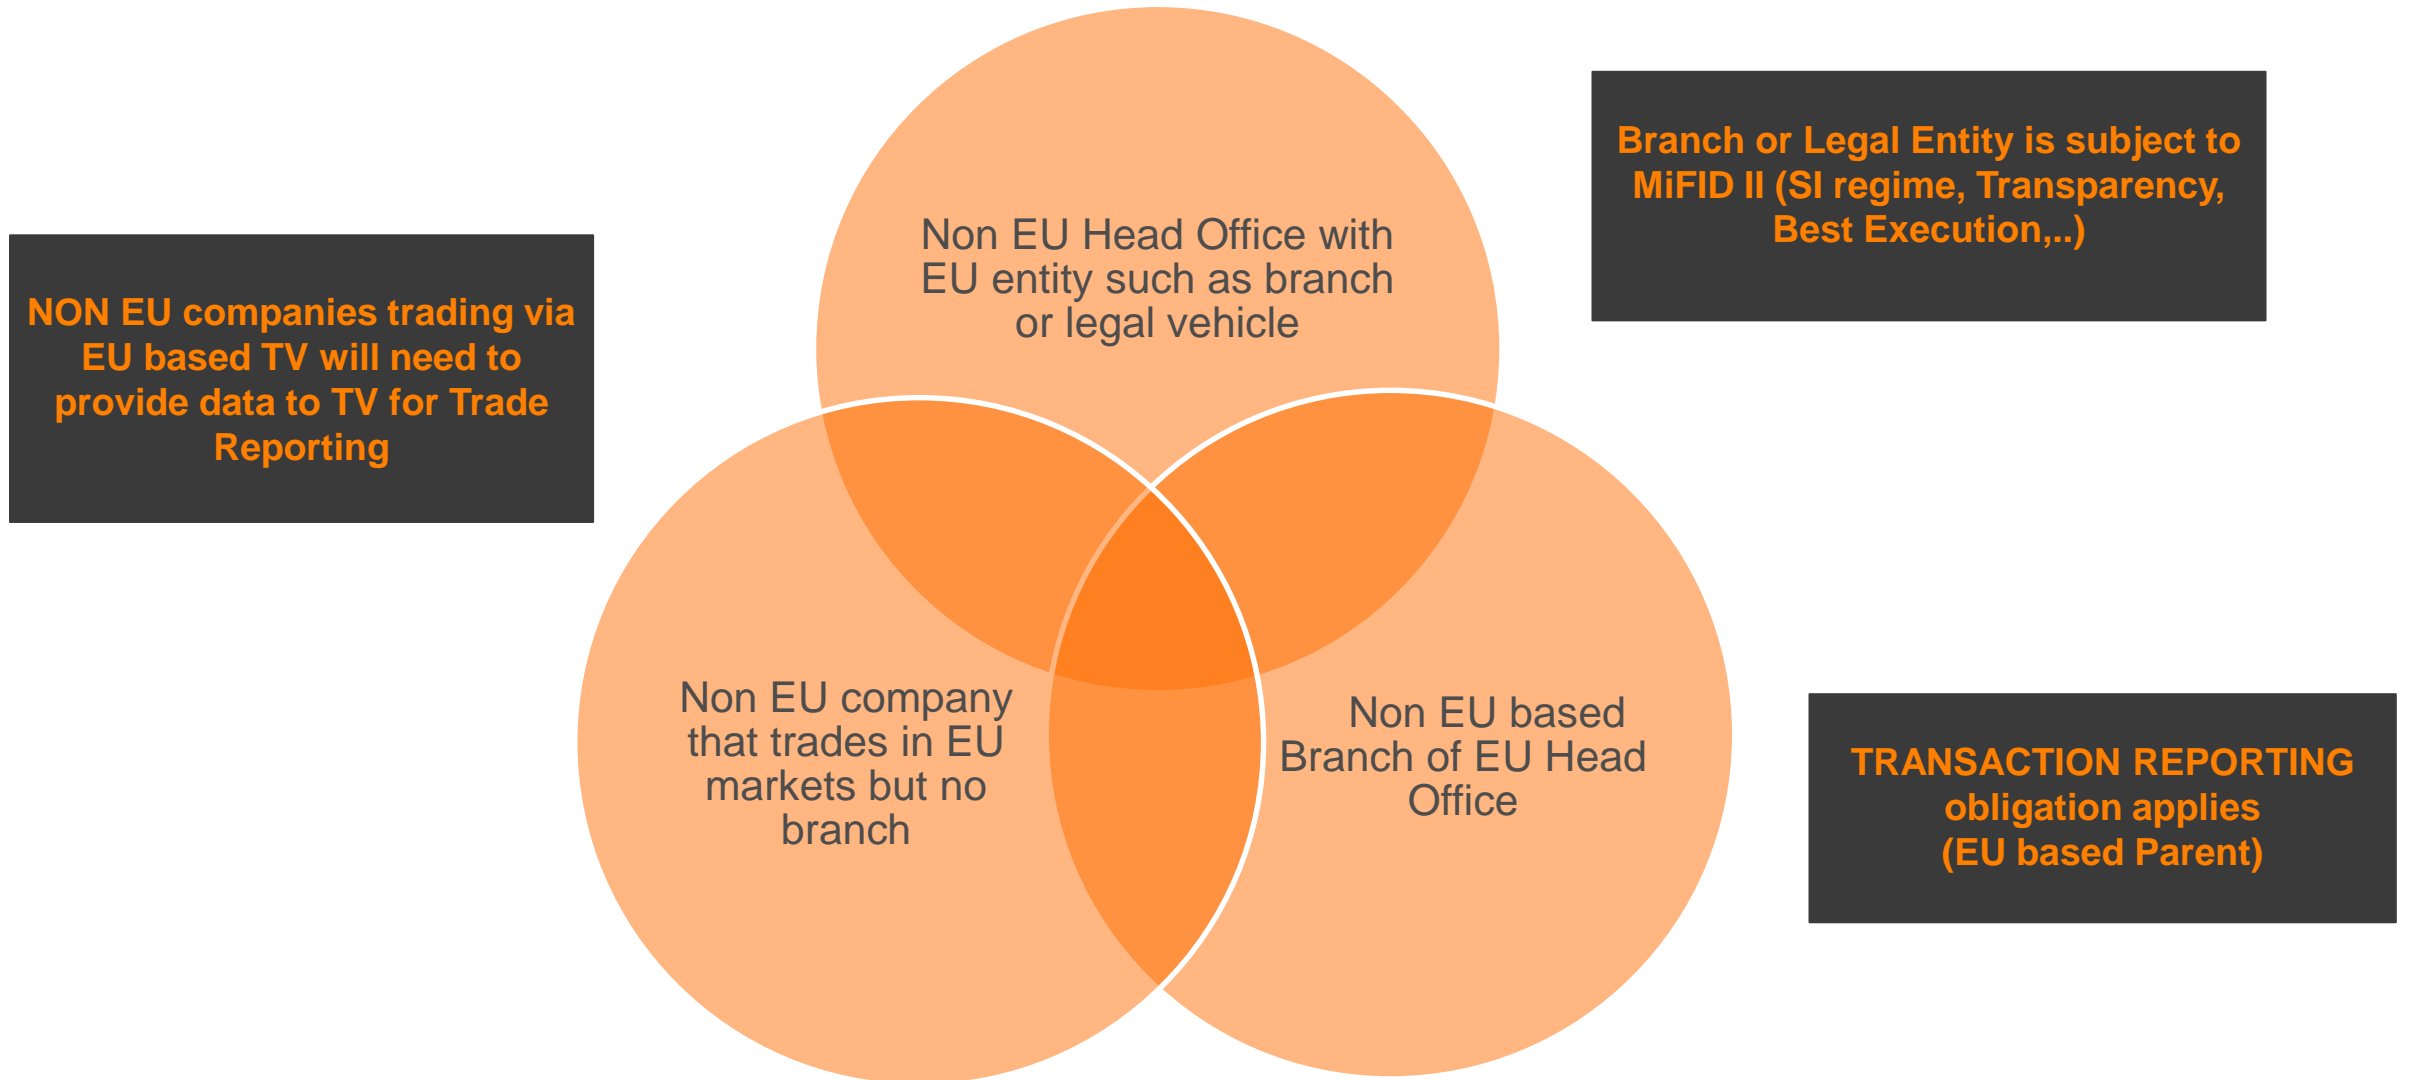 Non EU Head Office with
EU entity such as branch
or legal vehicle
Branch or Legal Entity is subject to
MiFID II (SI regime, Transparency,
Best Execution,..)
NON EU companies trading via
EU based TV will need to
provide data to TV for Trade
Reporting
Non EU company
that trades in EU
markets but no
branch
Non EU based
Branch of EU Head
Office
TRANSACTION REPORTING
obligation applies
(EU based Parent)